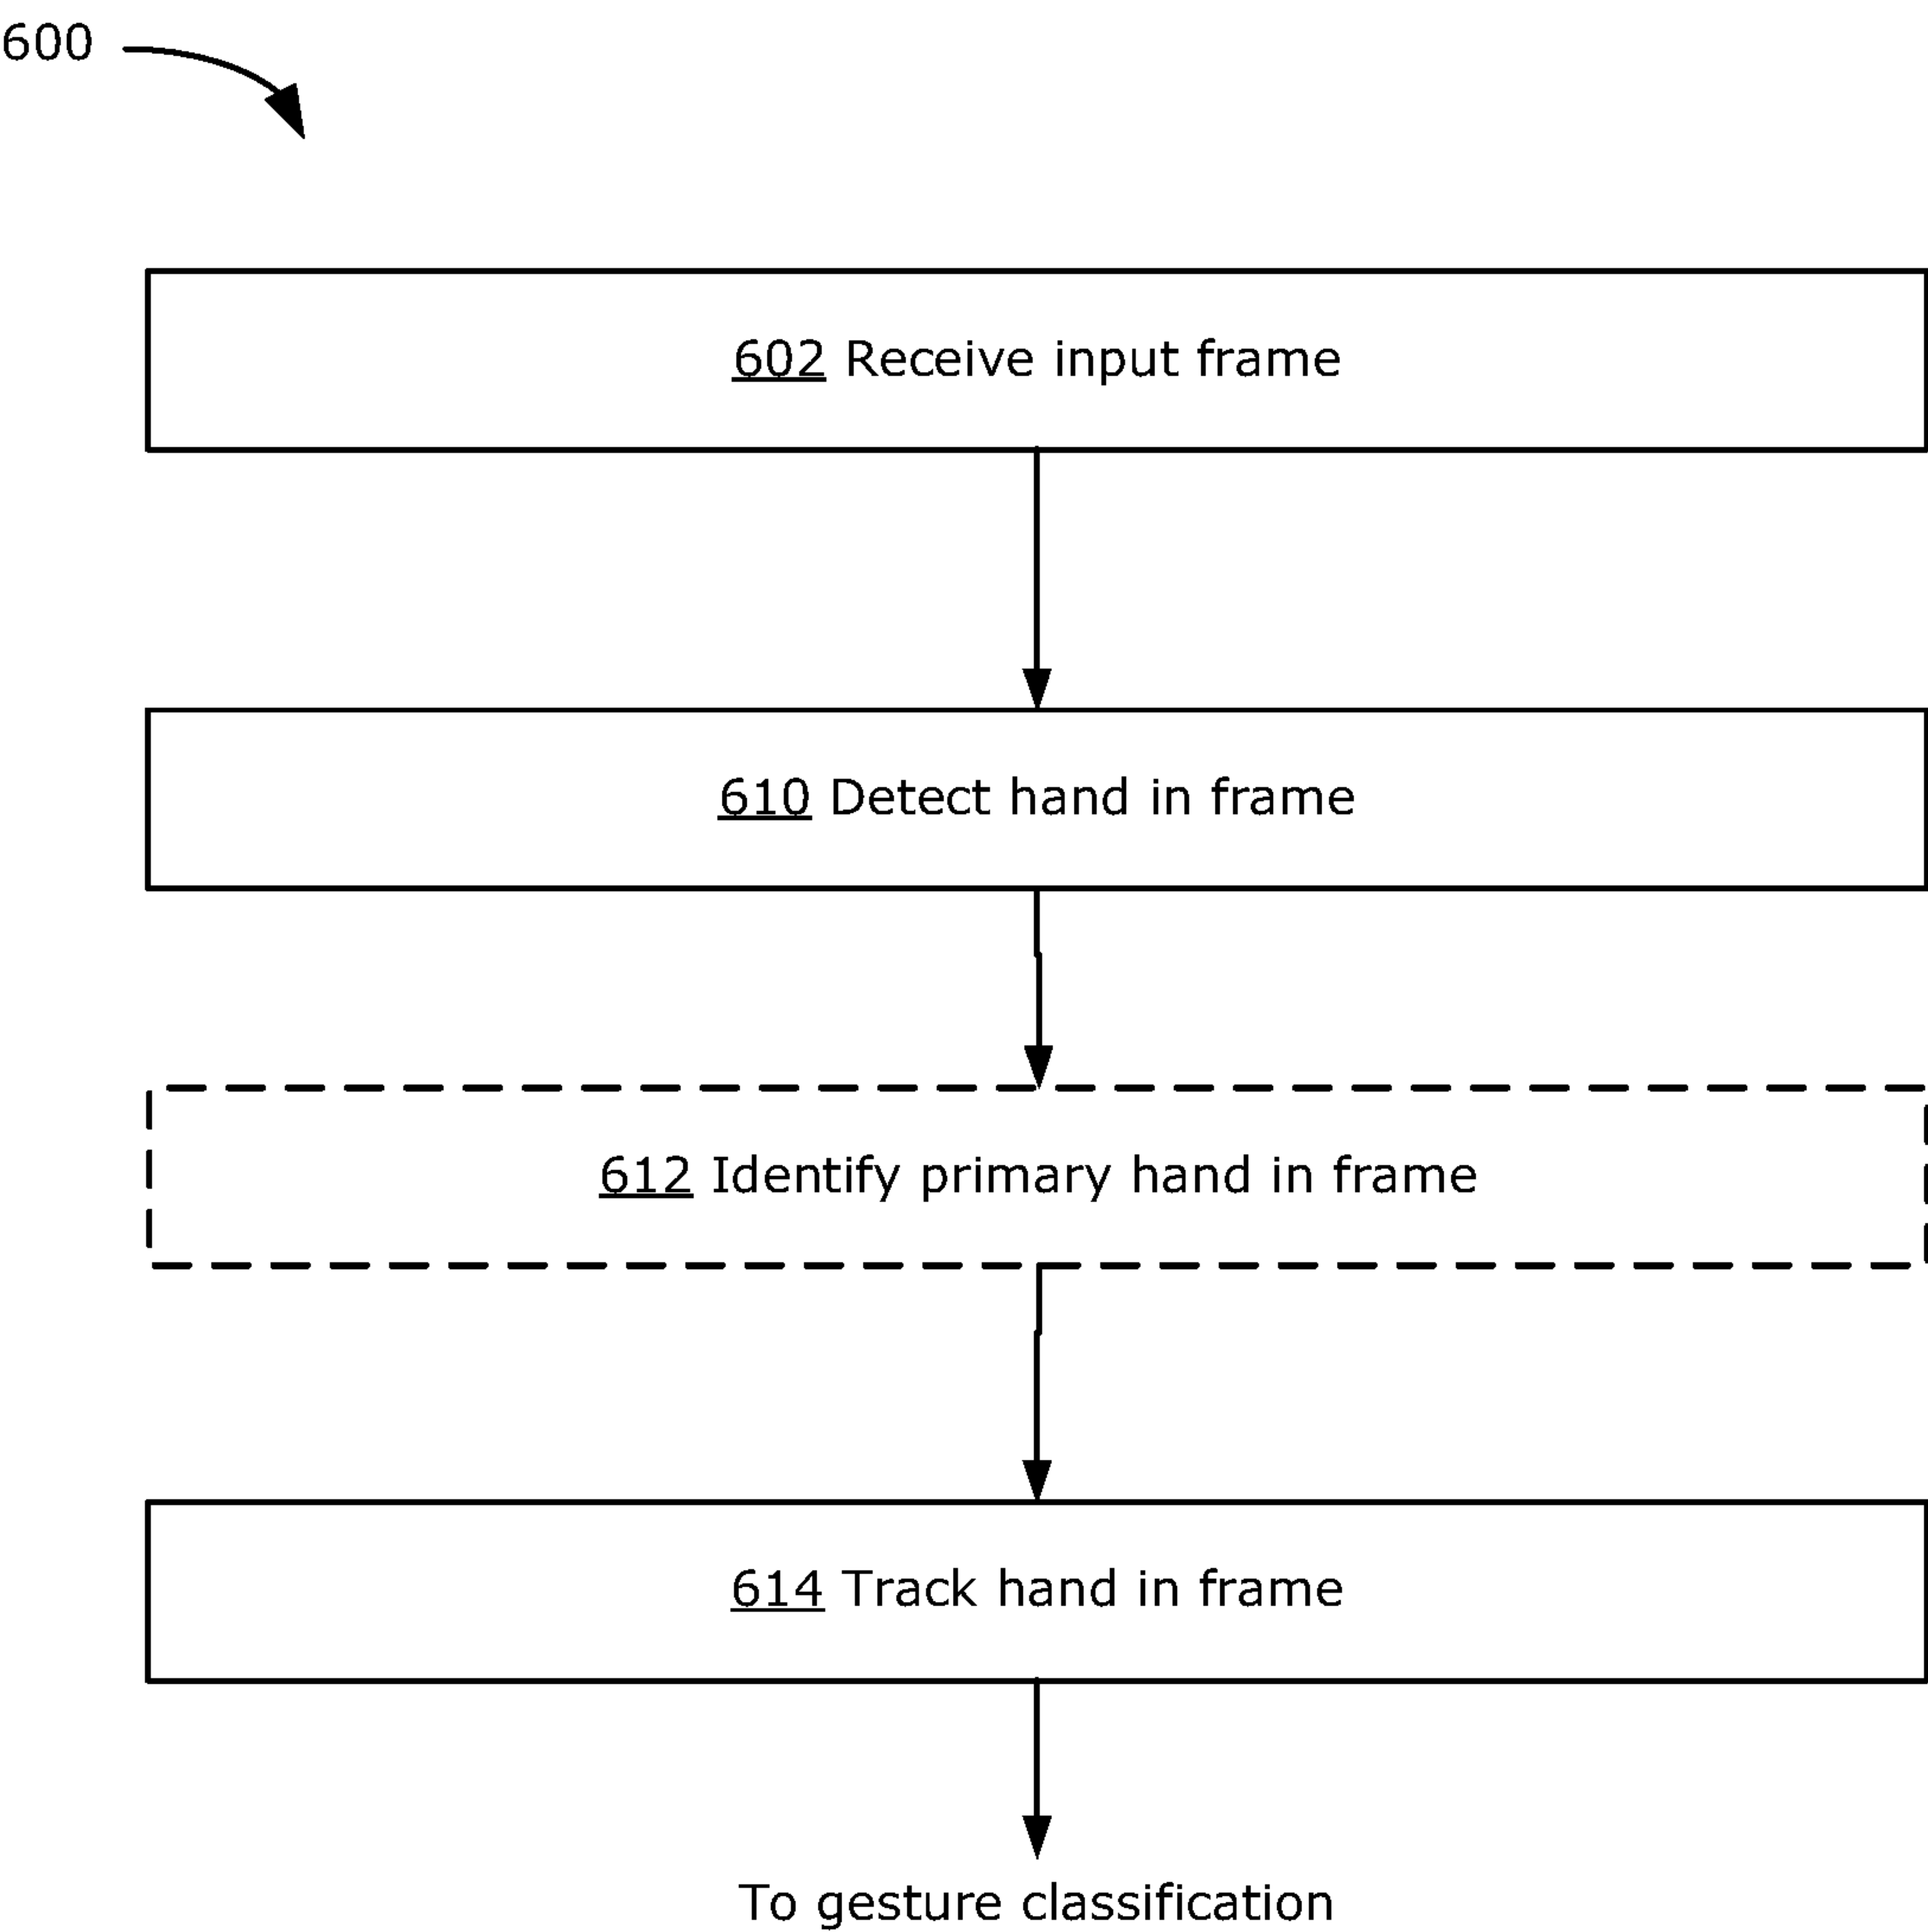 600
602 Receive input frame
610 Detect hand in frame
612 Identify primary hand in frame
614 Track hand in frame
To gesture classification